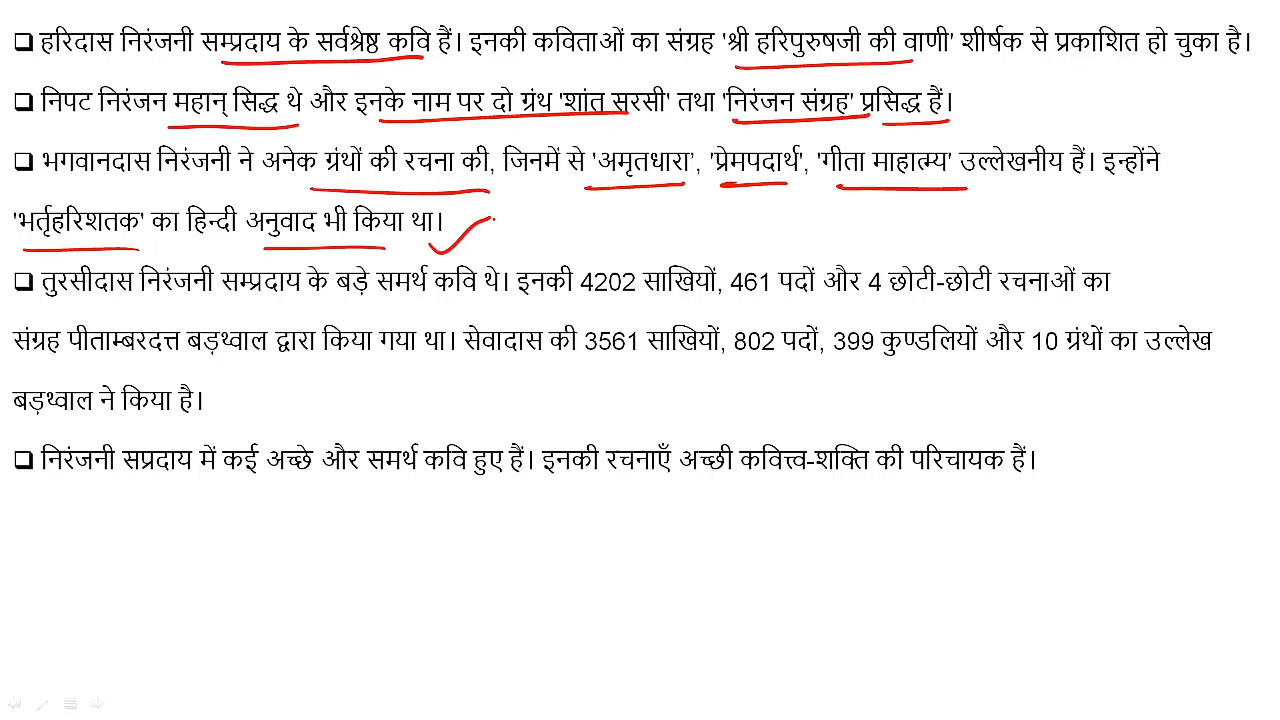 ❑ हरिदास निरंजनी सम्प्रदाय के सर्वश्रेष्ठ कवि हैं। इनकी कविताओं का संग्रह 'श्री हरिपुरुषजी की वाणी' शीर्षक से प्रकाशित हो चुका है।
❑ निपट निरंजन महान् सिद्ध थे और इनके नाम पर दो ग्रंथ 'शांत सरसी' तथा 'निरंजन संग्रह' प्रसिद्ध हैं।
❑ भगवानदास निरंजनी ने अनेक ग्रंथों की रचना की, जिनमें से 'अमृतधारा’, 'प्रेमपदार्थ', 'गीता माहात्म्य' उल्लेखनीय हैं। इन्होंने
'भर्तृहरिशतक' का हिन्दी अनुवाद भी किया था।
❑ तुरसीदास निरंजनी सम्प्रदाय के बड़े समर्थ कवि थे। इनकी 4202 साखियों, 461 पदों और 4 छोटी-छोटी रचनाओं का
संग्रह पीताम्बरदत्त बड़थ्वाल द्वारा किया गया था। सेवादास की 3561 साखियों, 802 पदों, 399 कुण्डलियों और 10 ग्रंथों का उल्लेख
बड़थ्वाल ने किया है।
❑ निरंजनी सप्रदाय में कई अच्छे और समर्थ कवि हुए हैं। इनकी रचनाएँ अच्छी कवित्त्व-शक्ति की परिचायक हैं।